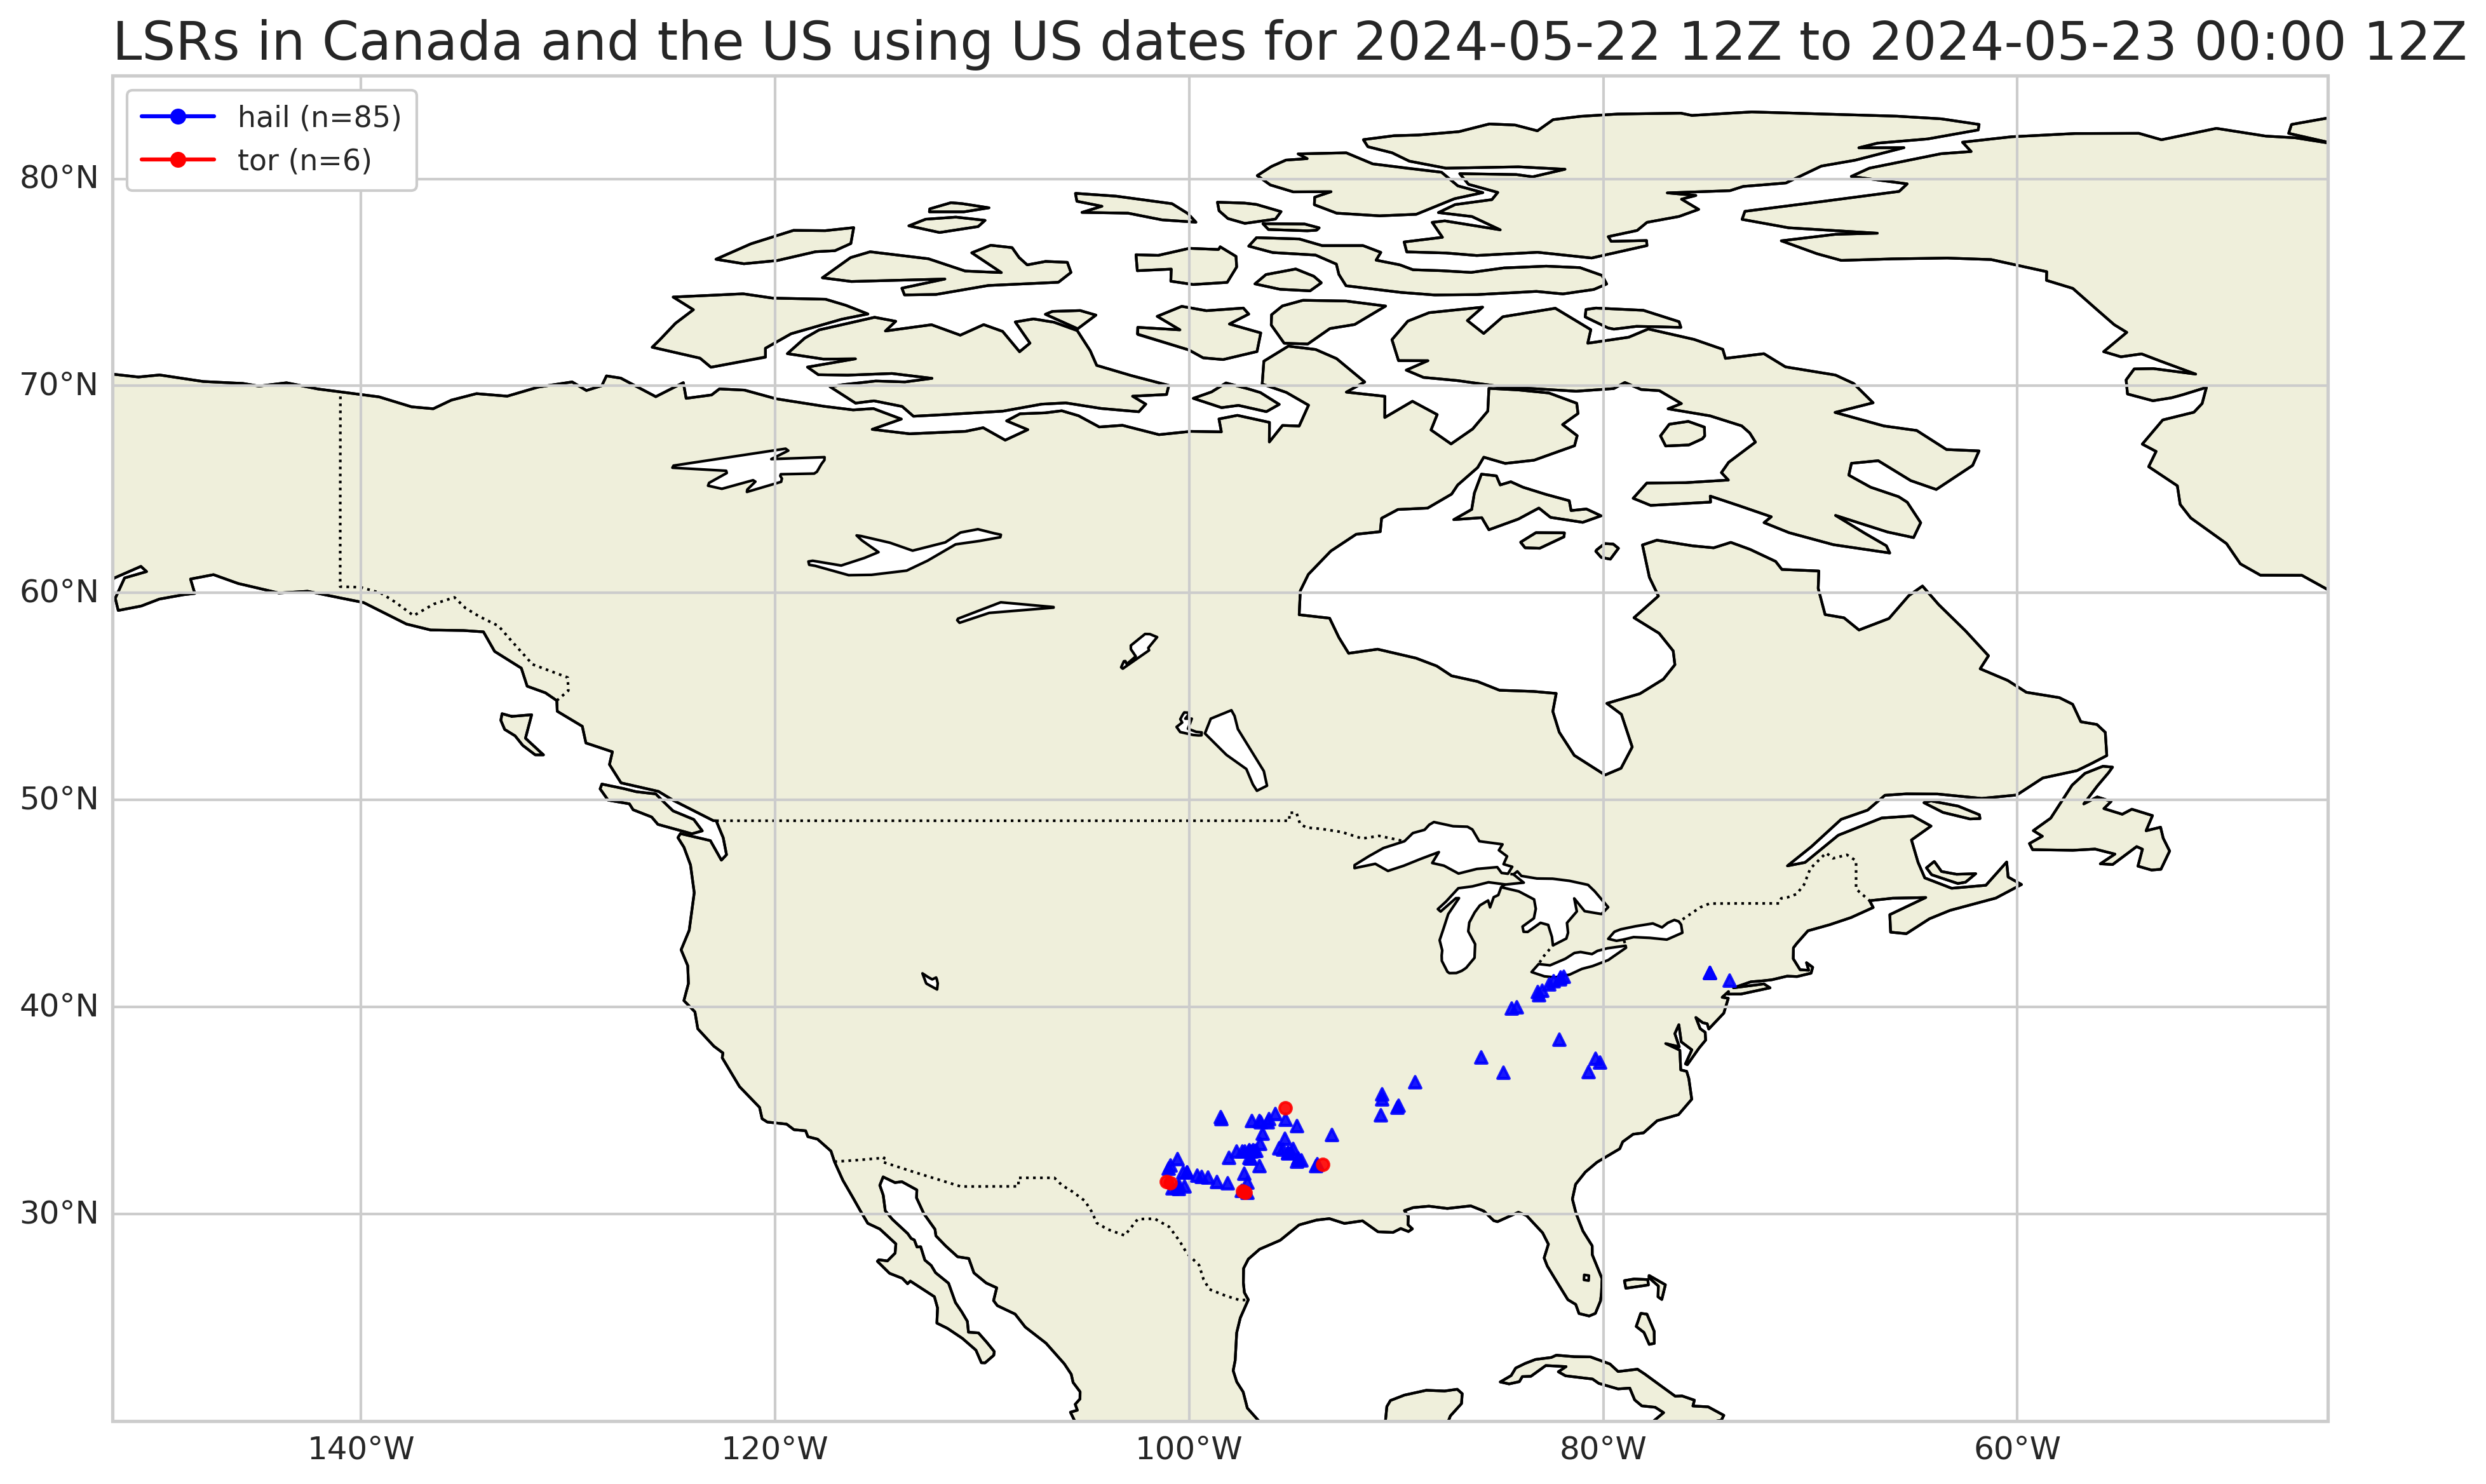 LSRs in Canada and the US using US dates for 2024-05-22 12Z to 2024-05-23 00:00 12Z
hail (n=85)
tor (n=6)
80°N
70°N
60°N
50°N
40°N
30°N
140°W 120°W 100°W 80°W 60°W